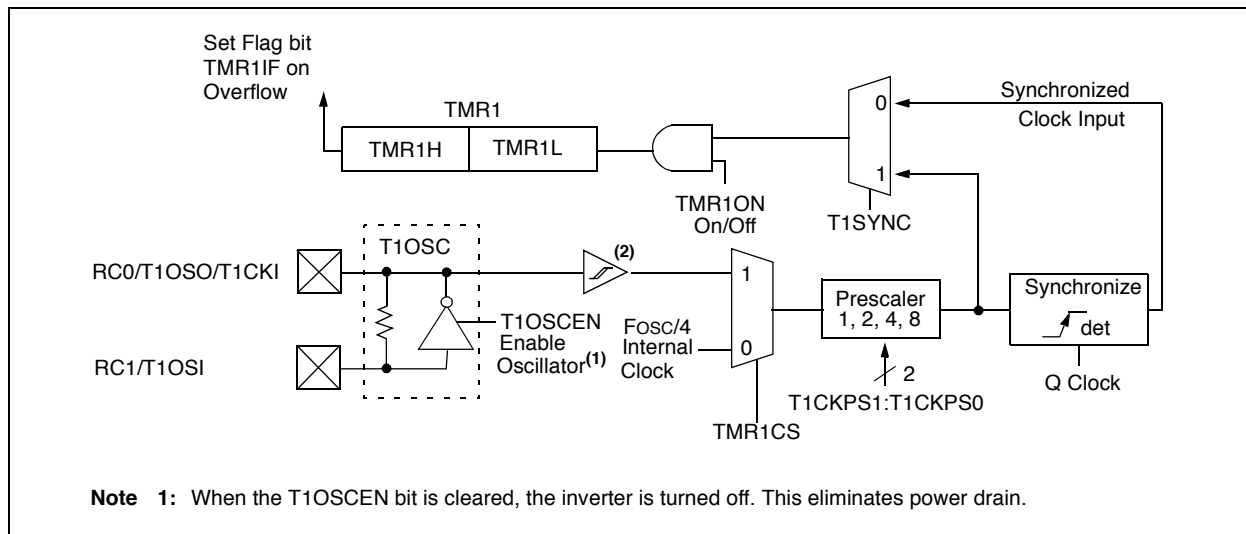 Set Flag bit
TMR1IF on
Overflow
TMR1
TMR1H
TMR1L
TMR1ON
On/Off
0
1
T1SYNC
Synchronized
Clock Input
T1OSC
RC0/T1OSO/T1CKI
(2)
1
T1OSCEN
Enable
Oscillator(1)
FOSC/4
Internal
Clock
0
Prescaler
1, 2, 4, 8
Synchronize
det
RC1/T1OSI
2
Q Clock
T1CKPS1:T1CKPS0
TMR1CS
Note 1: When the T1OSCEN bit is cleared, the inverter is turned off. This eliminates power drain.